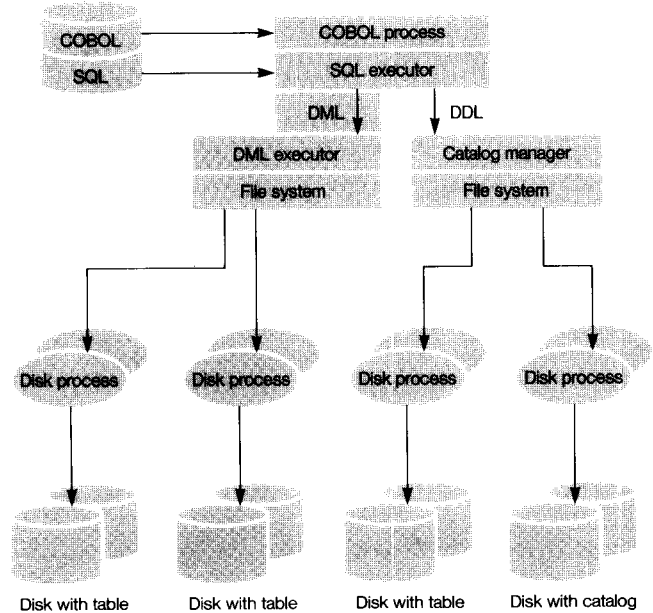 COBOL
COBOL process
SQL
SQL executor
DML
DDL
DML executor
Catalog manager
File system
File system
Disk process
Disk process
Disk process
Disk process
Disk with table
Disk with table
Disk with table
Disk with catalog